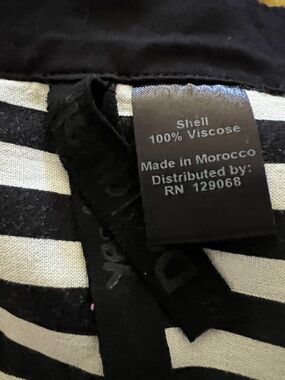 Shell
100% Viscose
Made in Morocco
Distributed by:
RN 129068